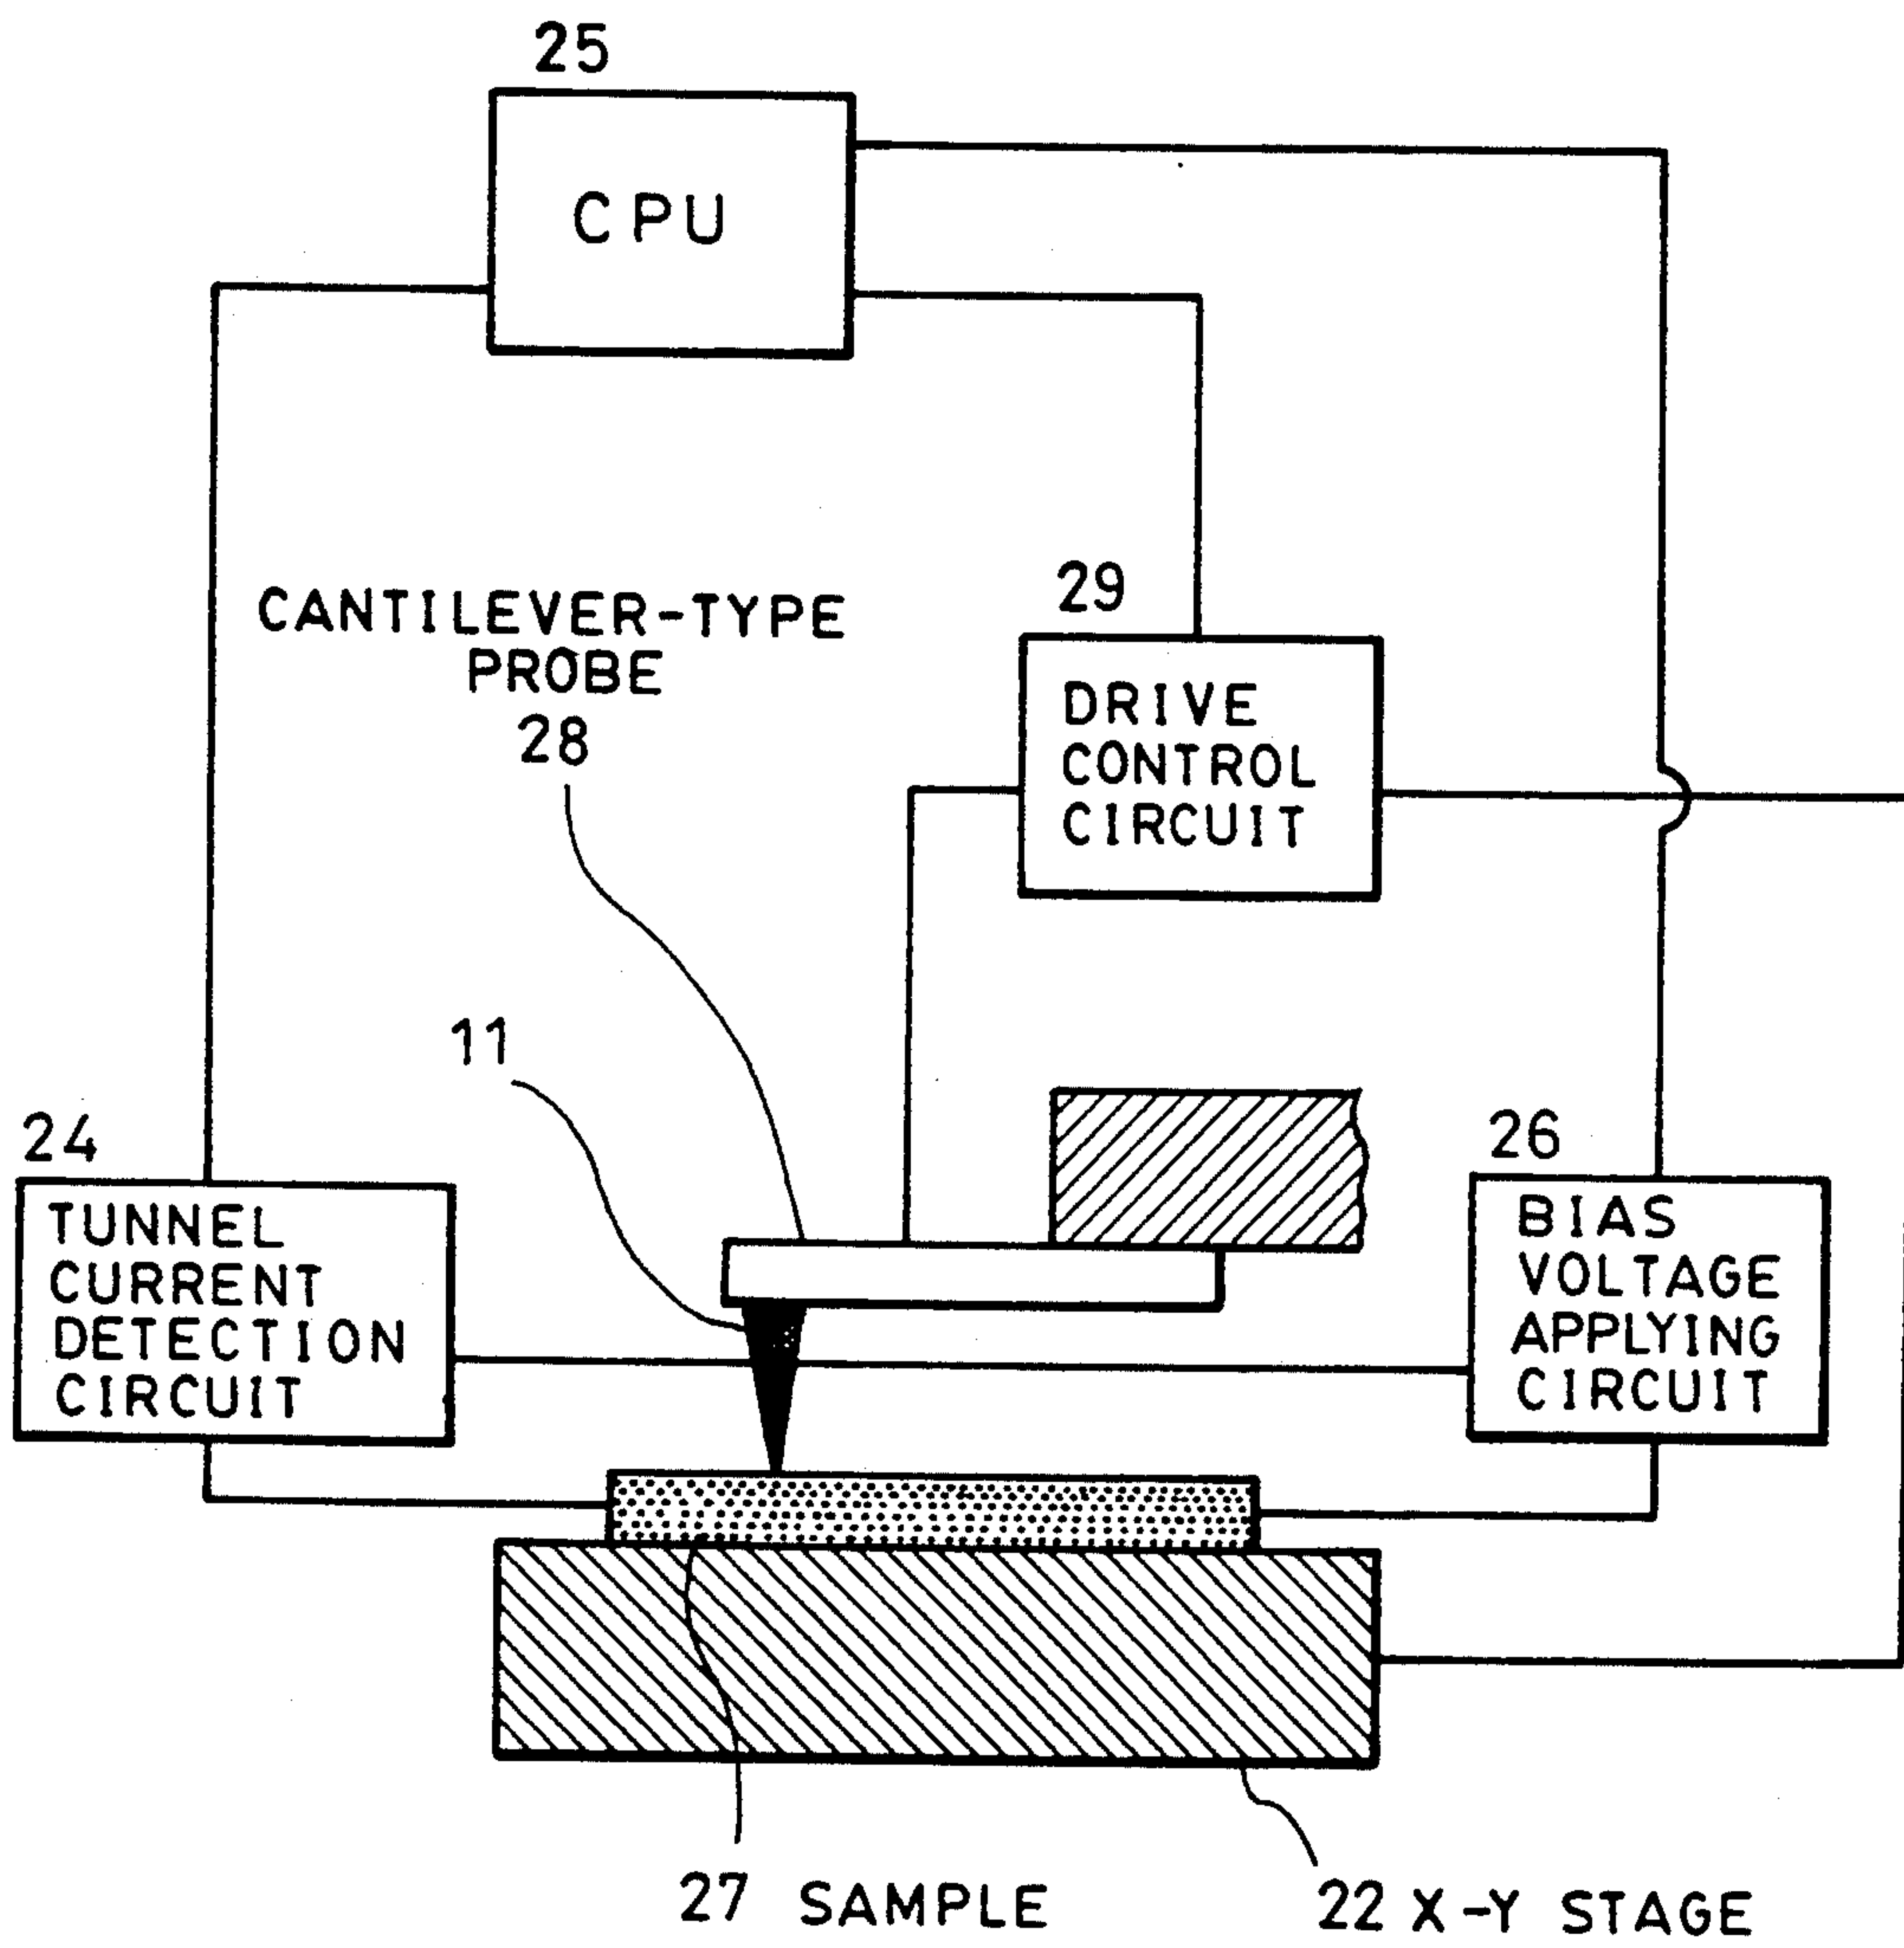 25
CPU
CANTILEVER-TYPE
PROBE
28
29
DRIVE
CONTROL
CIRCUIT
11
24
TUNNEL
CURRENT
DETECTION
CIRCUIT
26
BIAS
VOLTAGE
APPLYING
CIRCUIT
27 SAMPLE
22 X-Y STAGE